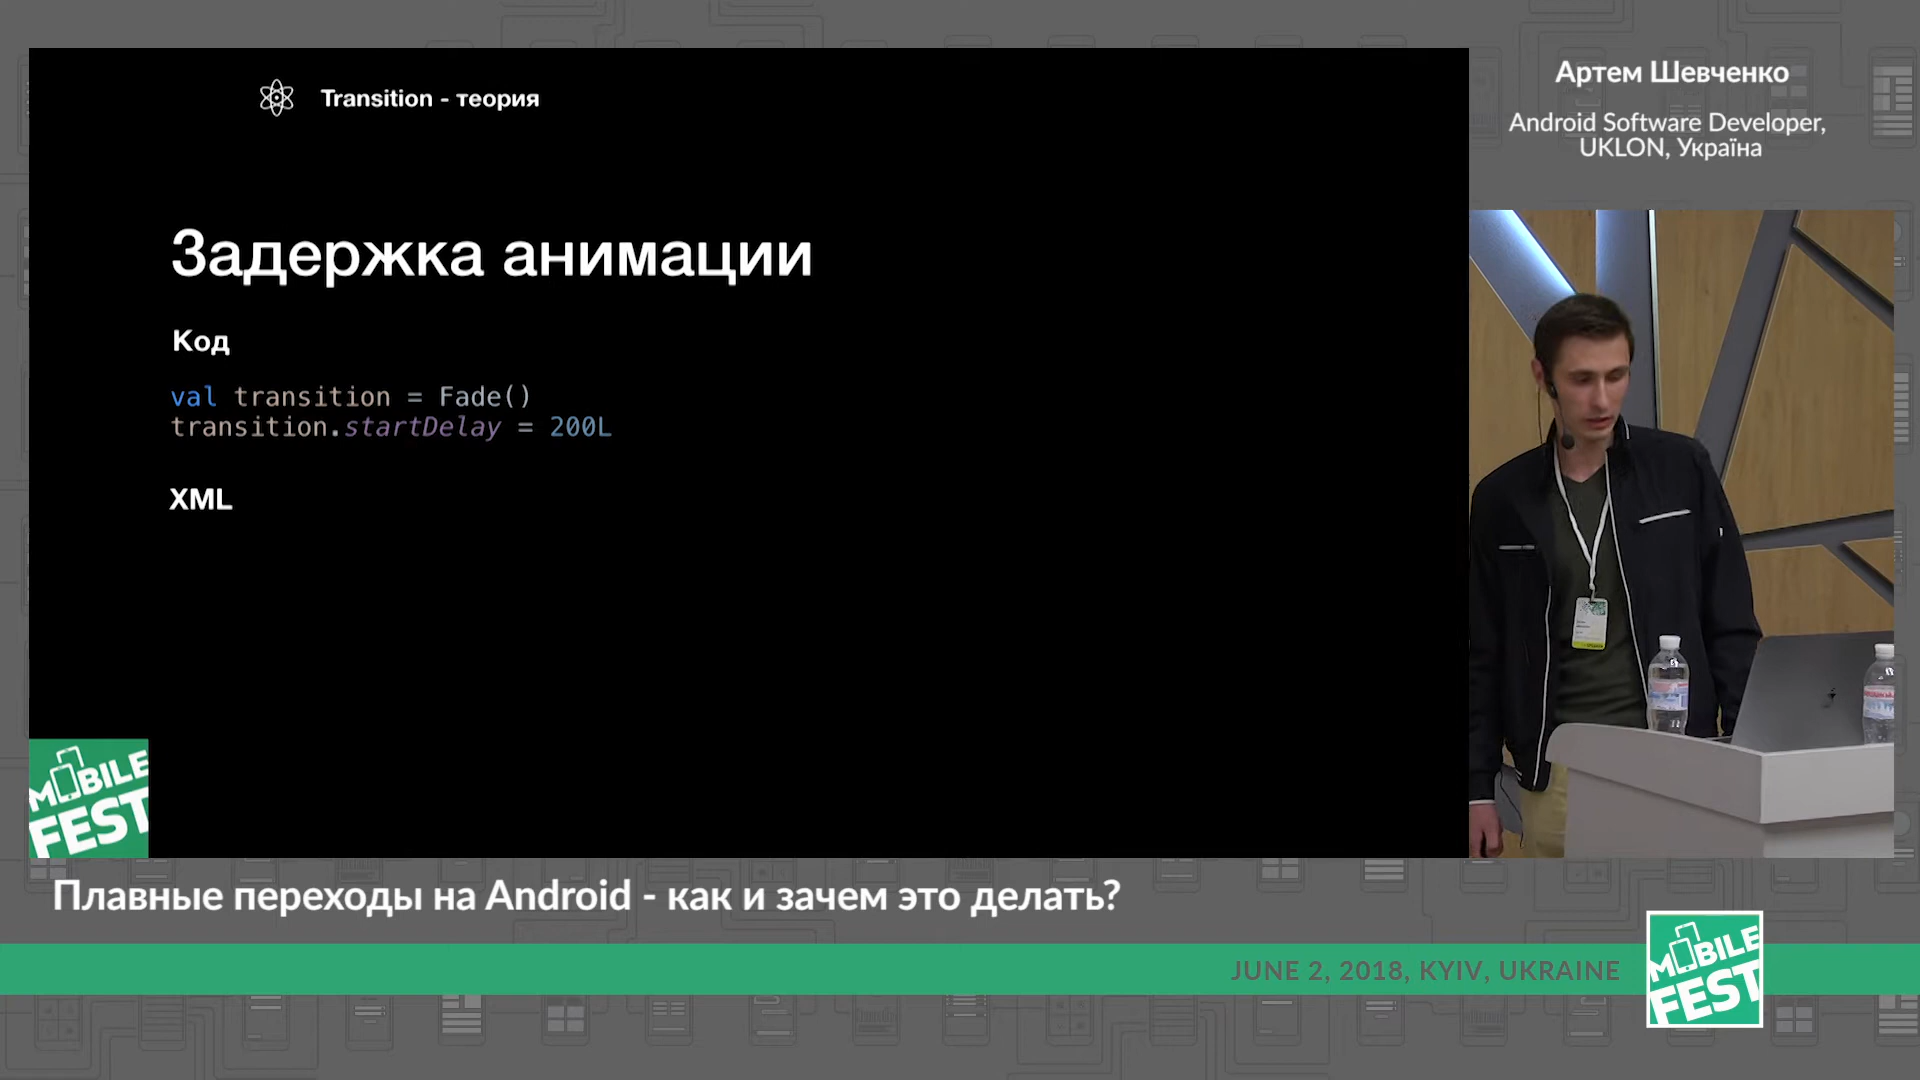 Transition - теория
Задержка анимации
Код
val transition = Fade()
transition.startDelay = 200L
XML
MOBILE
FEST
Артем Шевченко
Android Software Developer,
UKLON, Україна
Плавные переходы на Android - как и зачем это делать?
JUNE 2, 2018, KYIV, UKRAINE
MOBILE
FEST